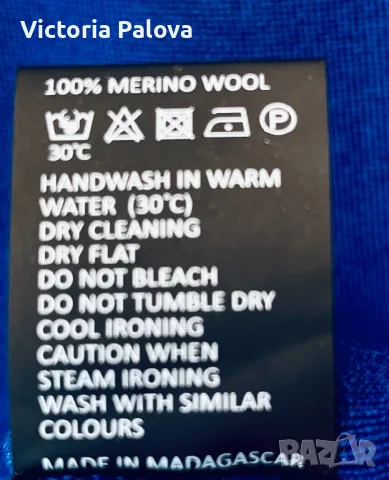 Victoria Palova
100% MERINO WOOL
P
30°C
HANDWASH IN WARM
WATER (30°C)
DRY CLEANING
DRY FLAT
DO NOT BLEACH
DO NOT TUMBLE DRY
COOL IRONING
CAUTION WHEN
STEAM IRONING
WASH WITH SIMILAR
COLOURS
MADE IN MADAGASCAR
BAZAR